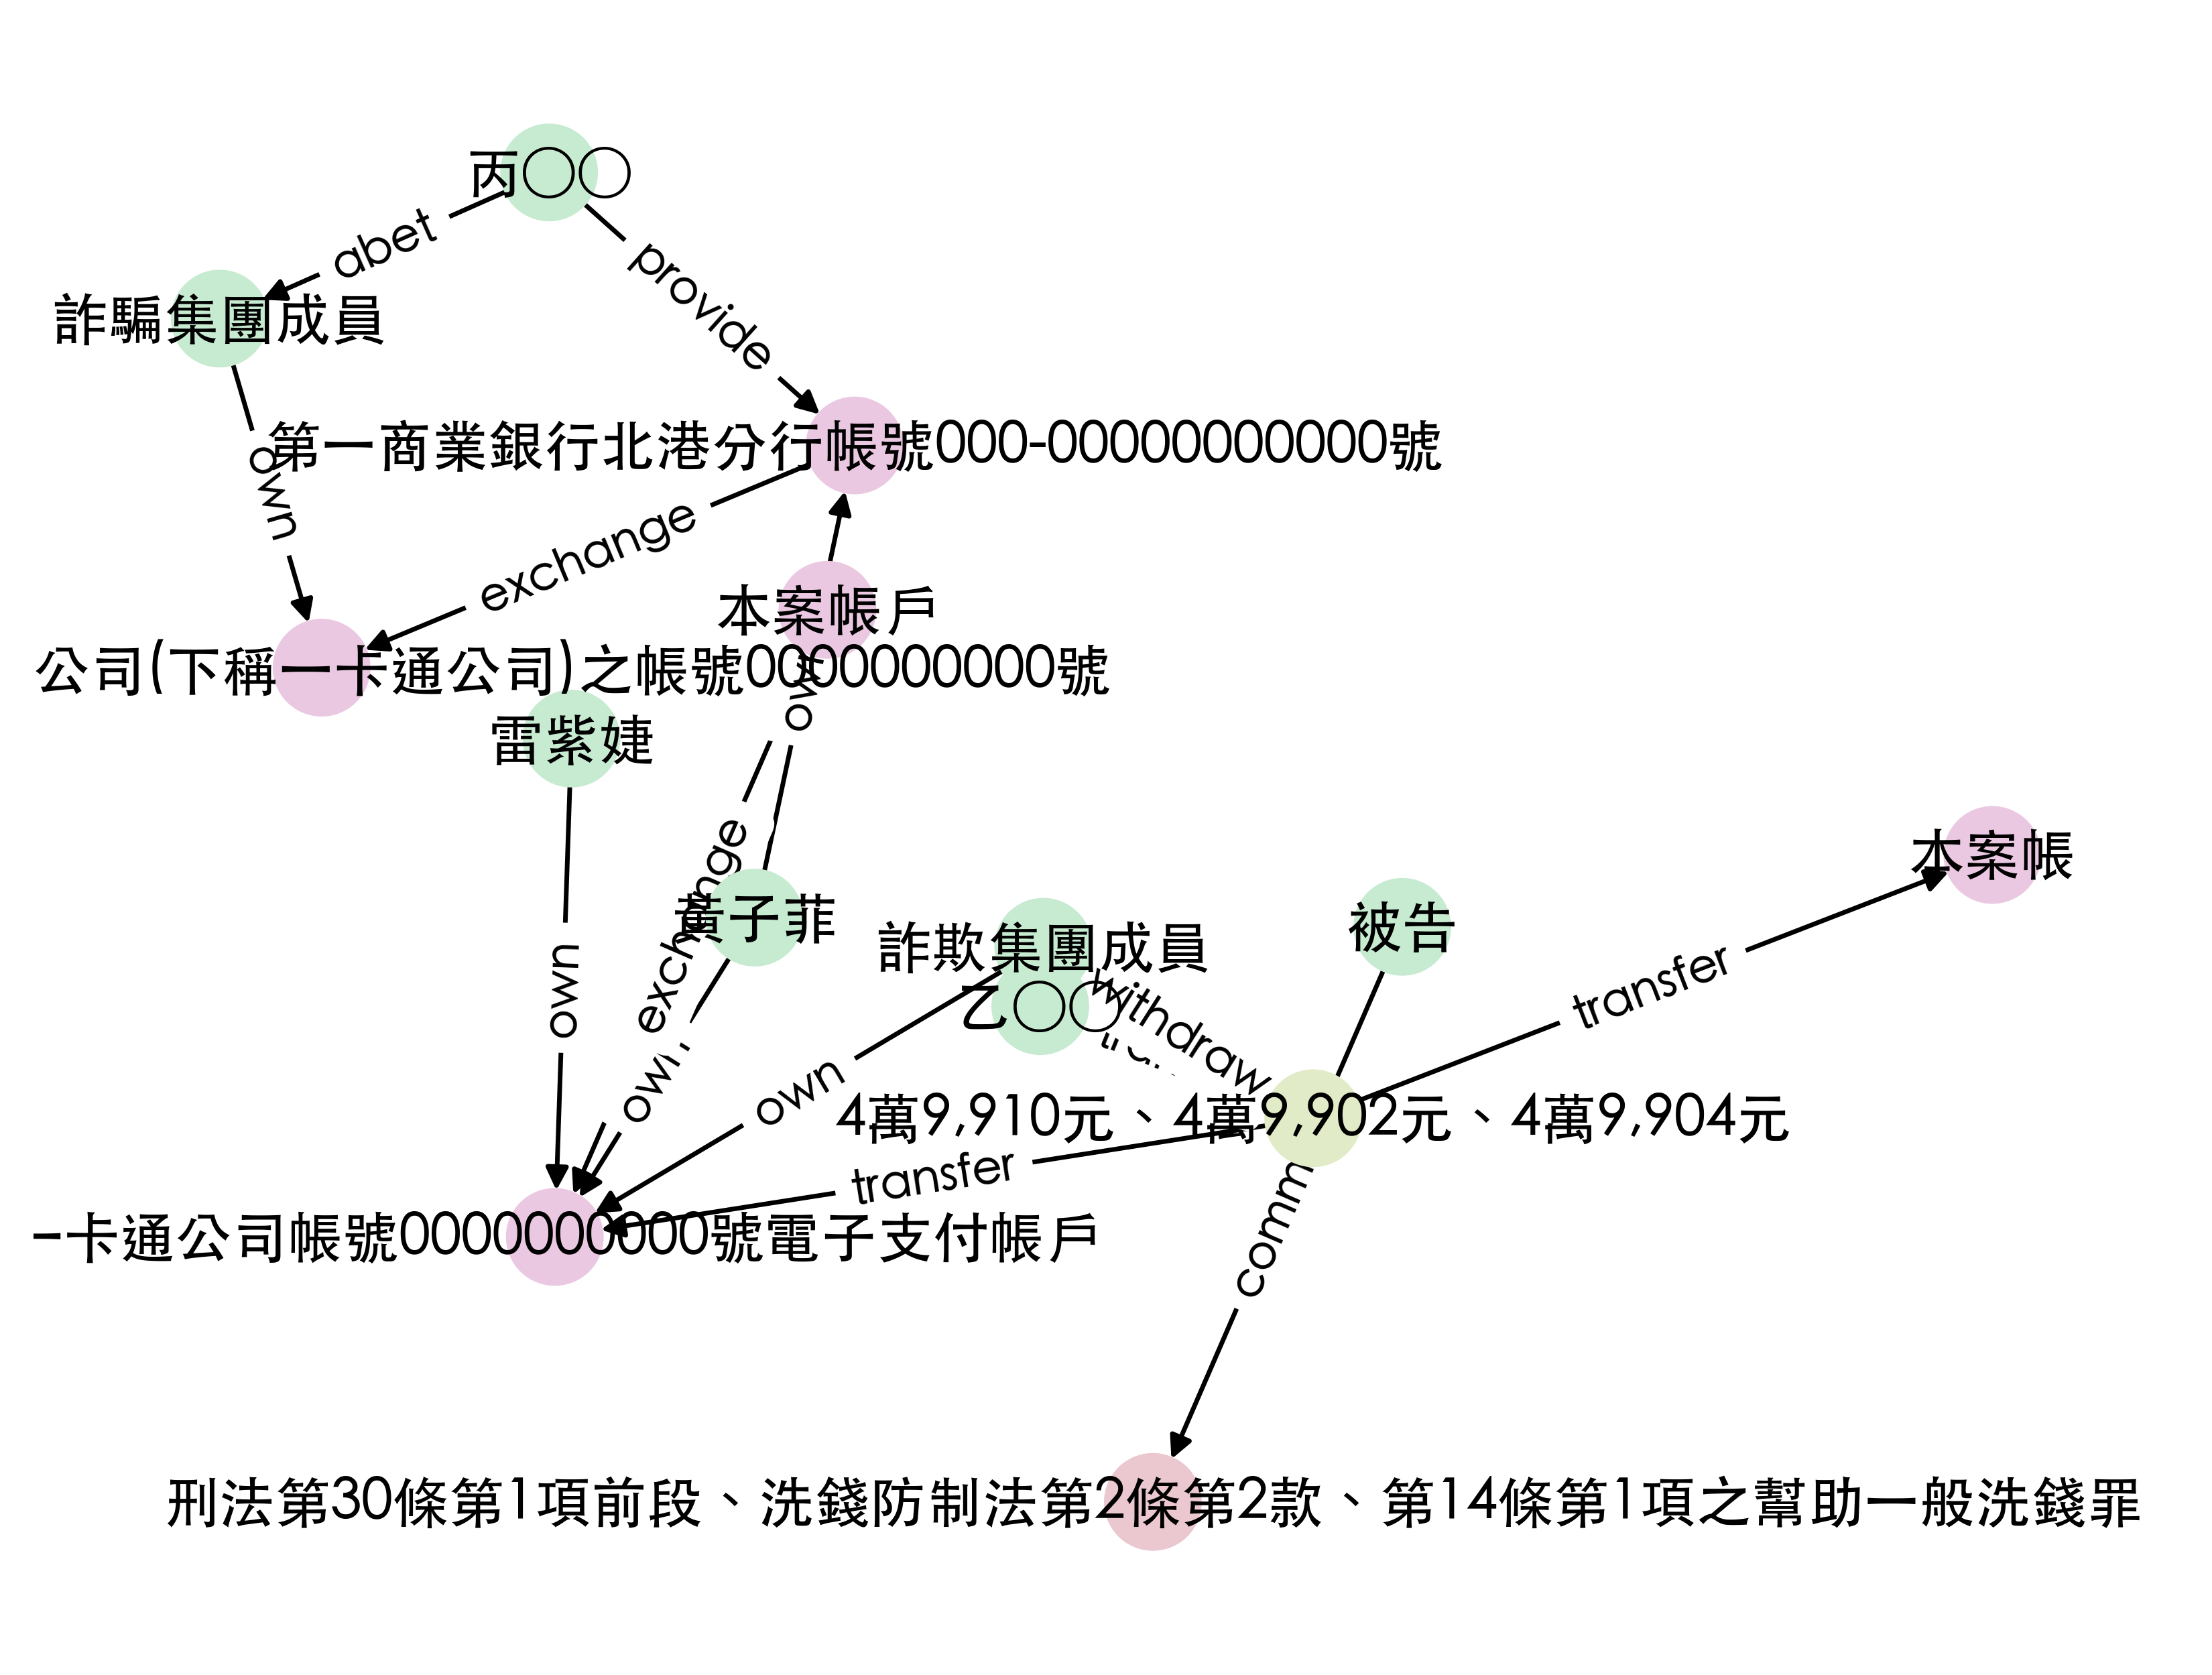 丙〇〇
abet
provide
詐騙集團成員
第一商業銀行北港分行帳號000-00000000000號
own
exchange
本案帳戶
公司(下稱一卡通公司)之帳號0000000000號
own
雷紫婕
exchange
本案帳
黃子菲
被告
詐欺集團成員
own
transfer
withdraw
乙〇〇
own
own
4萬9,910元、4萬9,902元、4萬9,904元
transfer
一卡通公司帳號0000000000號電子支付帳戶
刑法第30條第1項前段、洗錢防制法第2條第2款、第14條第1項之幫助一般洗錢罪